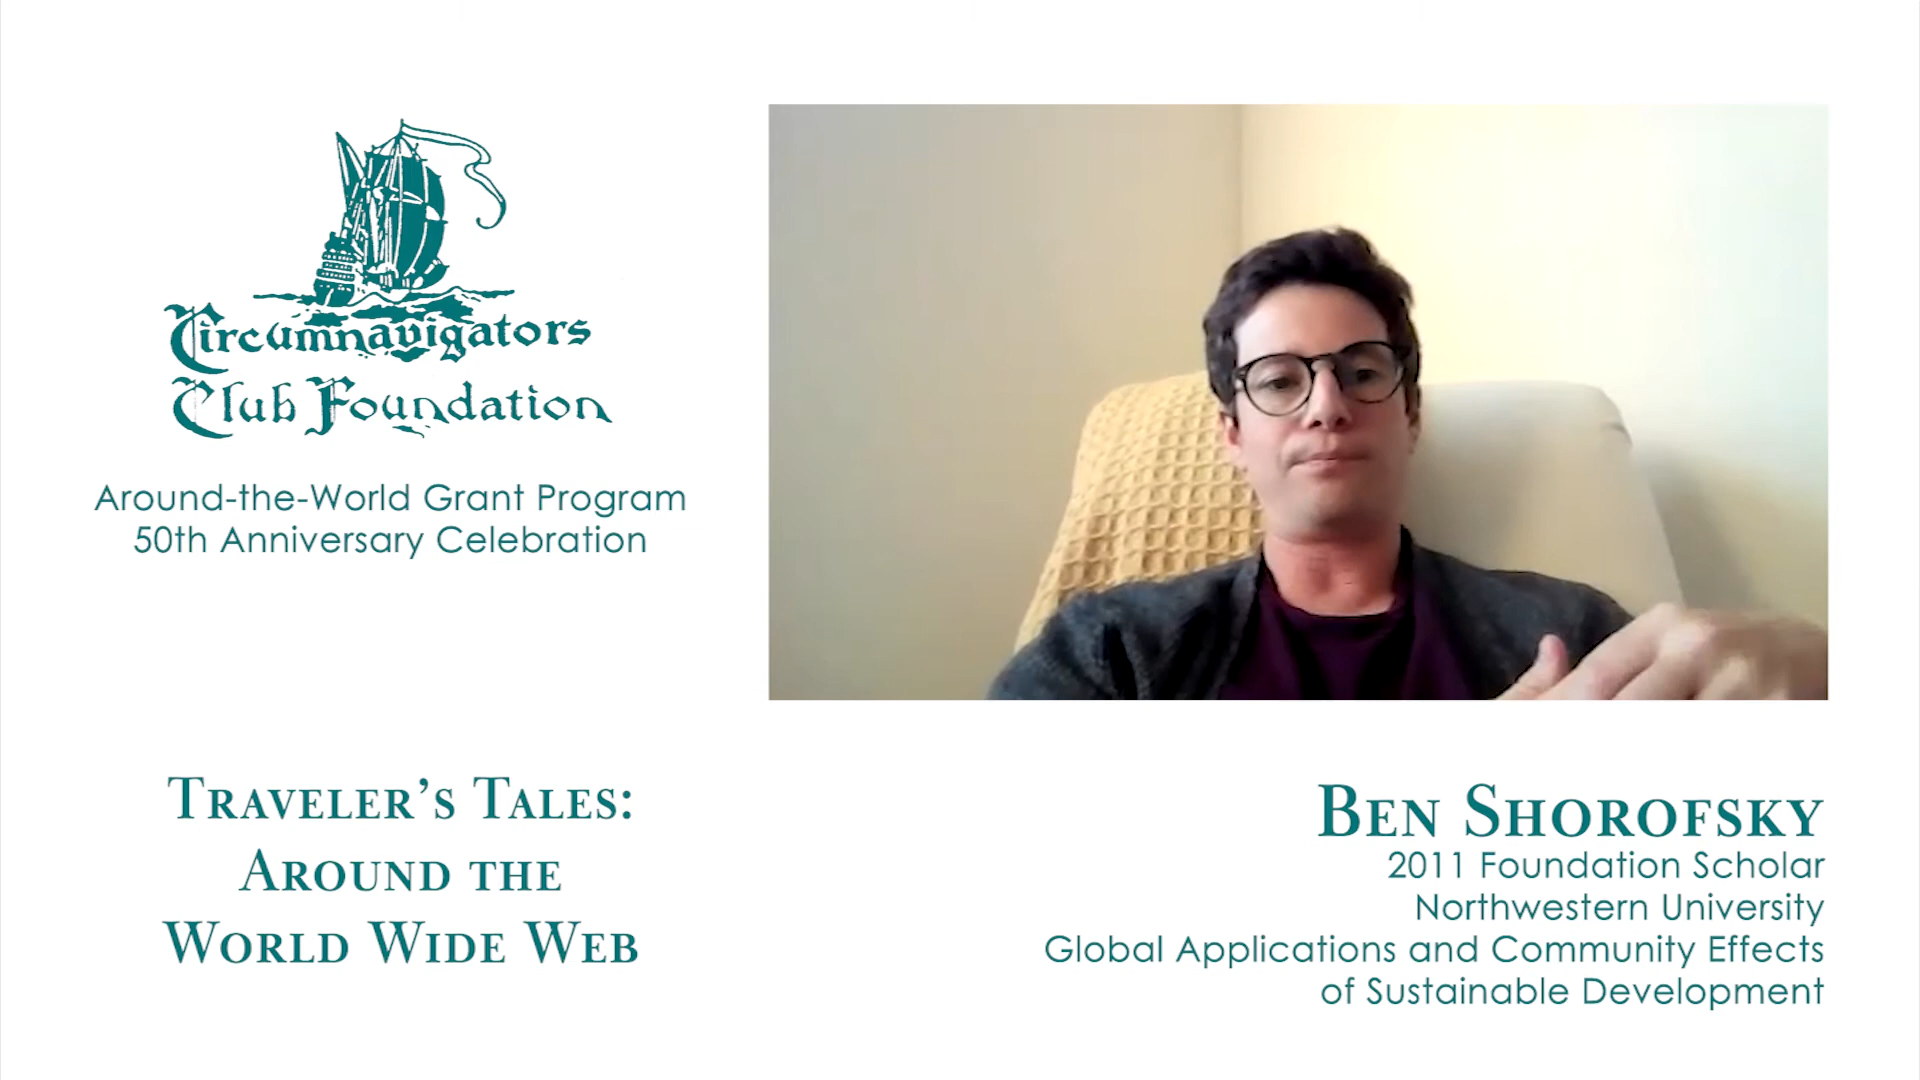 Circumnavigators
Club Foundation
Around-the-World Grant Program
50th Anniversary Celebration
Traveler's Tales:
Around the
World Wide Web
Ben Shorofsky
2011 Foundation Scholar
Northwestern University
Global Applications and Community Effects
of Sustainable Development